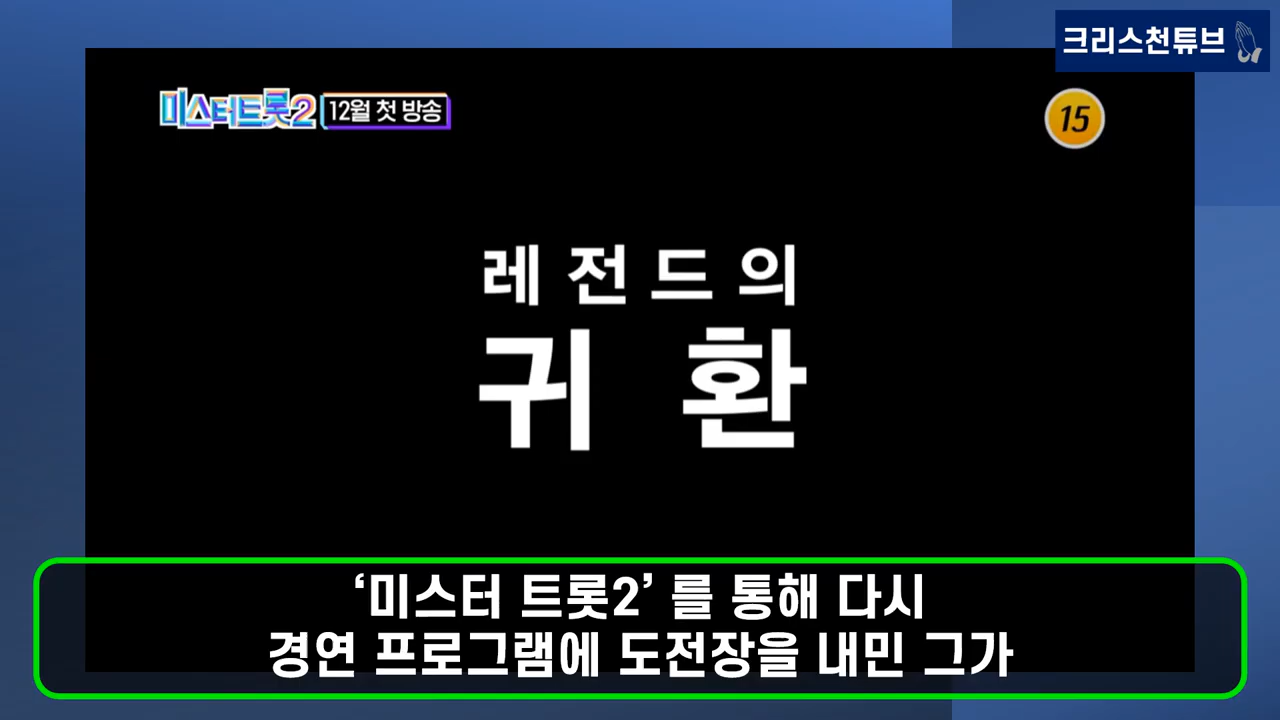 크리스천튜브
미스터트롯2 12월 첫 방송
15
레전드의
귀환
‘미스터 트롯2’ 를 통해 다시
경연 프로그램에 도전장을 내민 그가